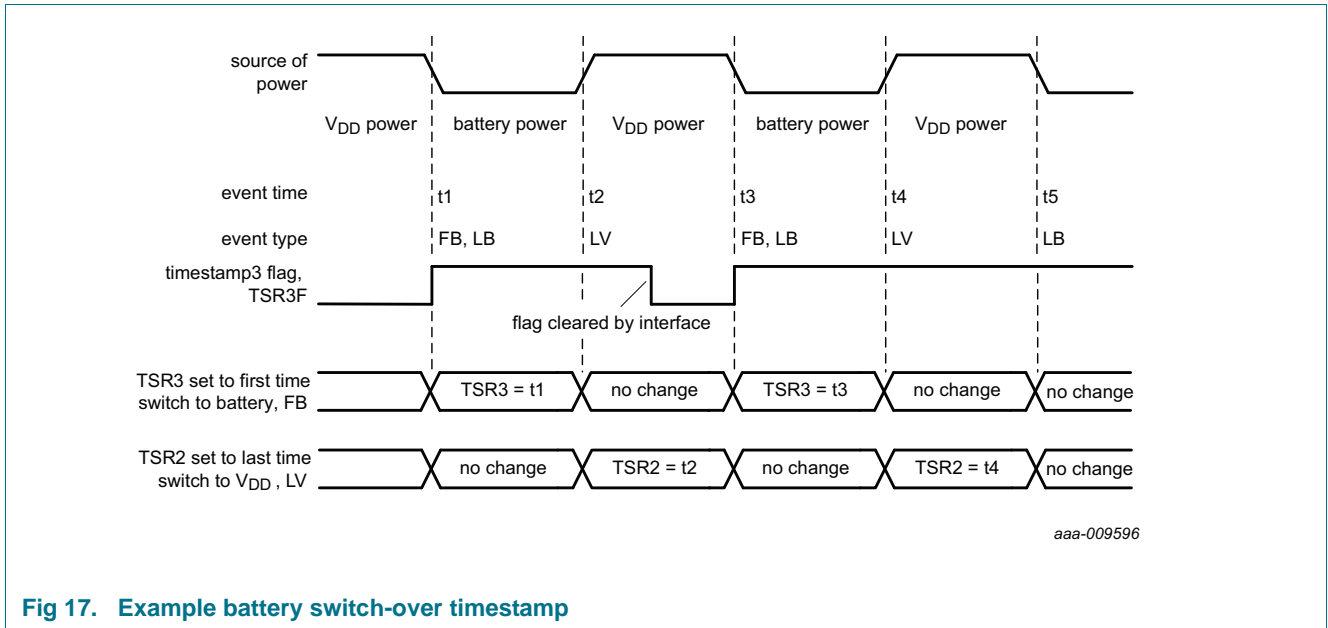 source of
power
V_DD power battery power V_DD power battery power V_DD power
event time t1 t2 t3 t4 t5
event type FB, LB LV FB, LB LV LB
timestamp3 flag,
TSR3F
flag cleared by interface
TSR3 set to first time
switch to battery, FB
TSR3 = t1 no change TSR3 = t3 no change no change
TSR2 set to last time
switch to V_DD , LV
no change TSR2 = t2 no change TSR2 = t4 no change
aaa-009596
Fig 17. Example battery switch-over timestamp